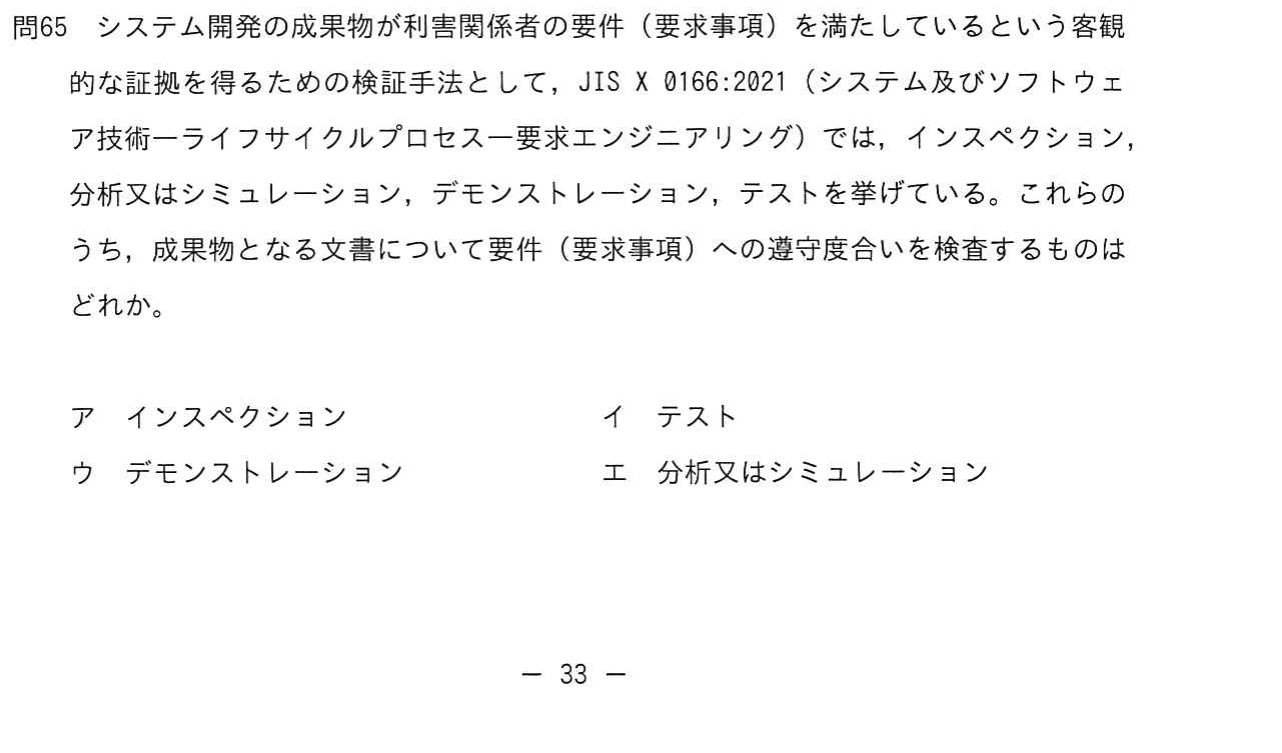 問65 システム開発の成果物が利害関係者の要件（要求事項）を満たしているという客観
的な証拠を得るための検証手法として，JIS X 0166:2021（システム及びソフトウェ
ア技術―ライフサイクルプロセス―要求エンジニアリング）では，インスペクション，
分析又はシミュレーション，デモンストレーション，テストを挙げている。これらの
うち，成果物となる文書について要件（要求事項）への遵守度合いを検査するものは
どれか。
ア インスペクション イ テスト
ウ デモンストレーション エ 分析又はシミュレーション
― 33 ―